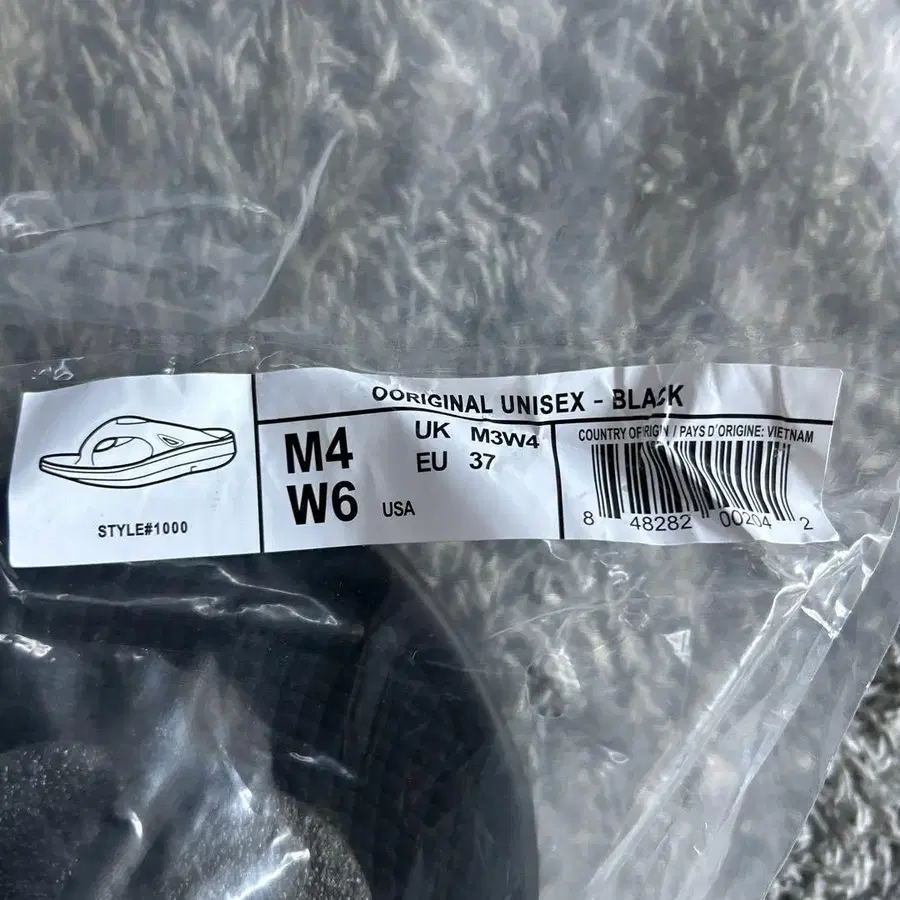 OORIGINAL UNISEX - BLACK
STYLE#1000
M4
W6 USA
UK M3W4
EU 37
COUNTRY OF ORIGIN / PAYS D'ORIGINE: VIETNAM
8 48282 00204 2